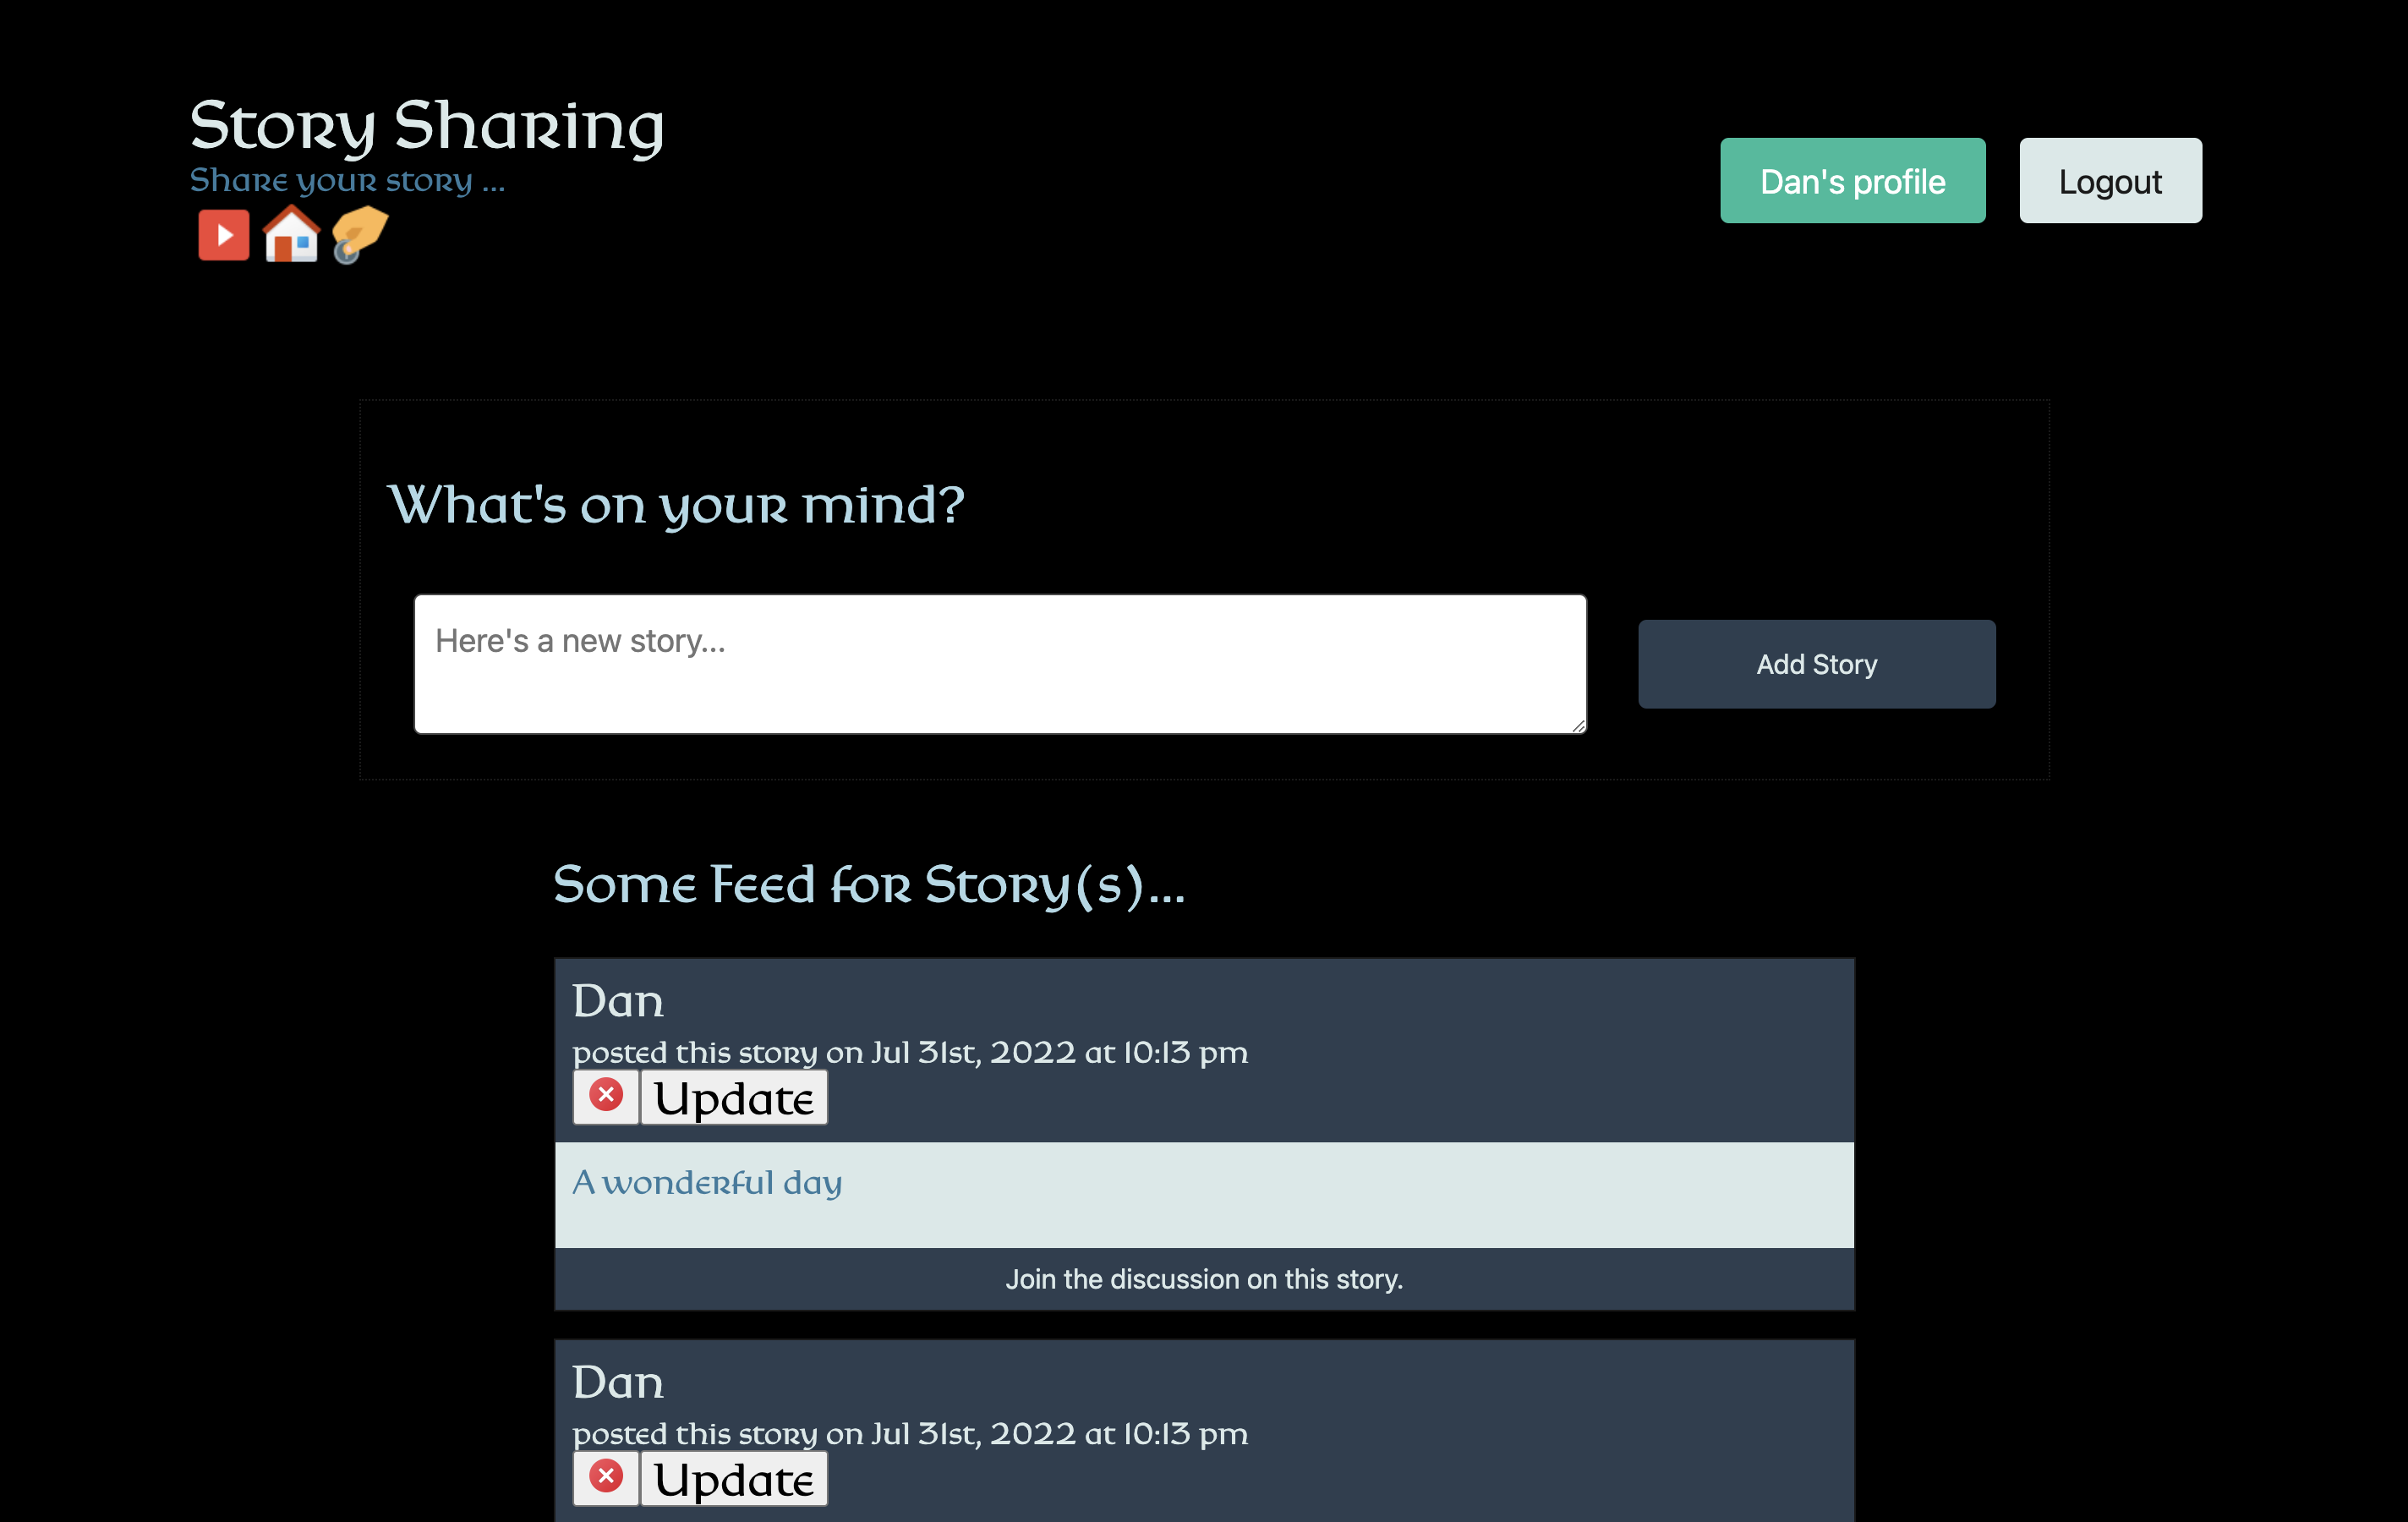 Story Sharing
Share your story ...
Dan's profile
Logout
What's on your mind?
Here's a new story...
Add Story
Some Feed for Story(s)...
Dan
posted this story on Jul 31st, 2022 at 10:13 pm
Update
A wonderful day
Join the discussion on this story.
Dan
posted this story on Jul 31st, 2022 at 10:13 pm
Update